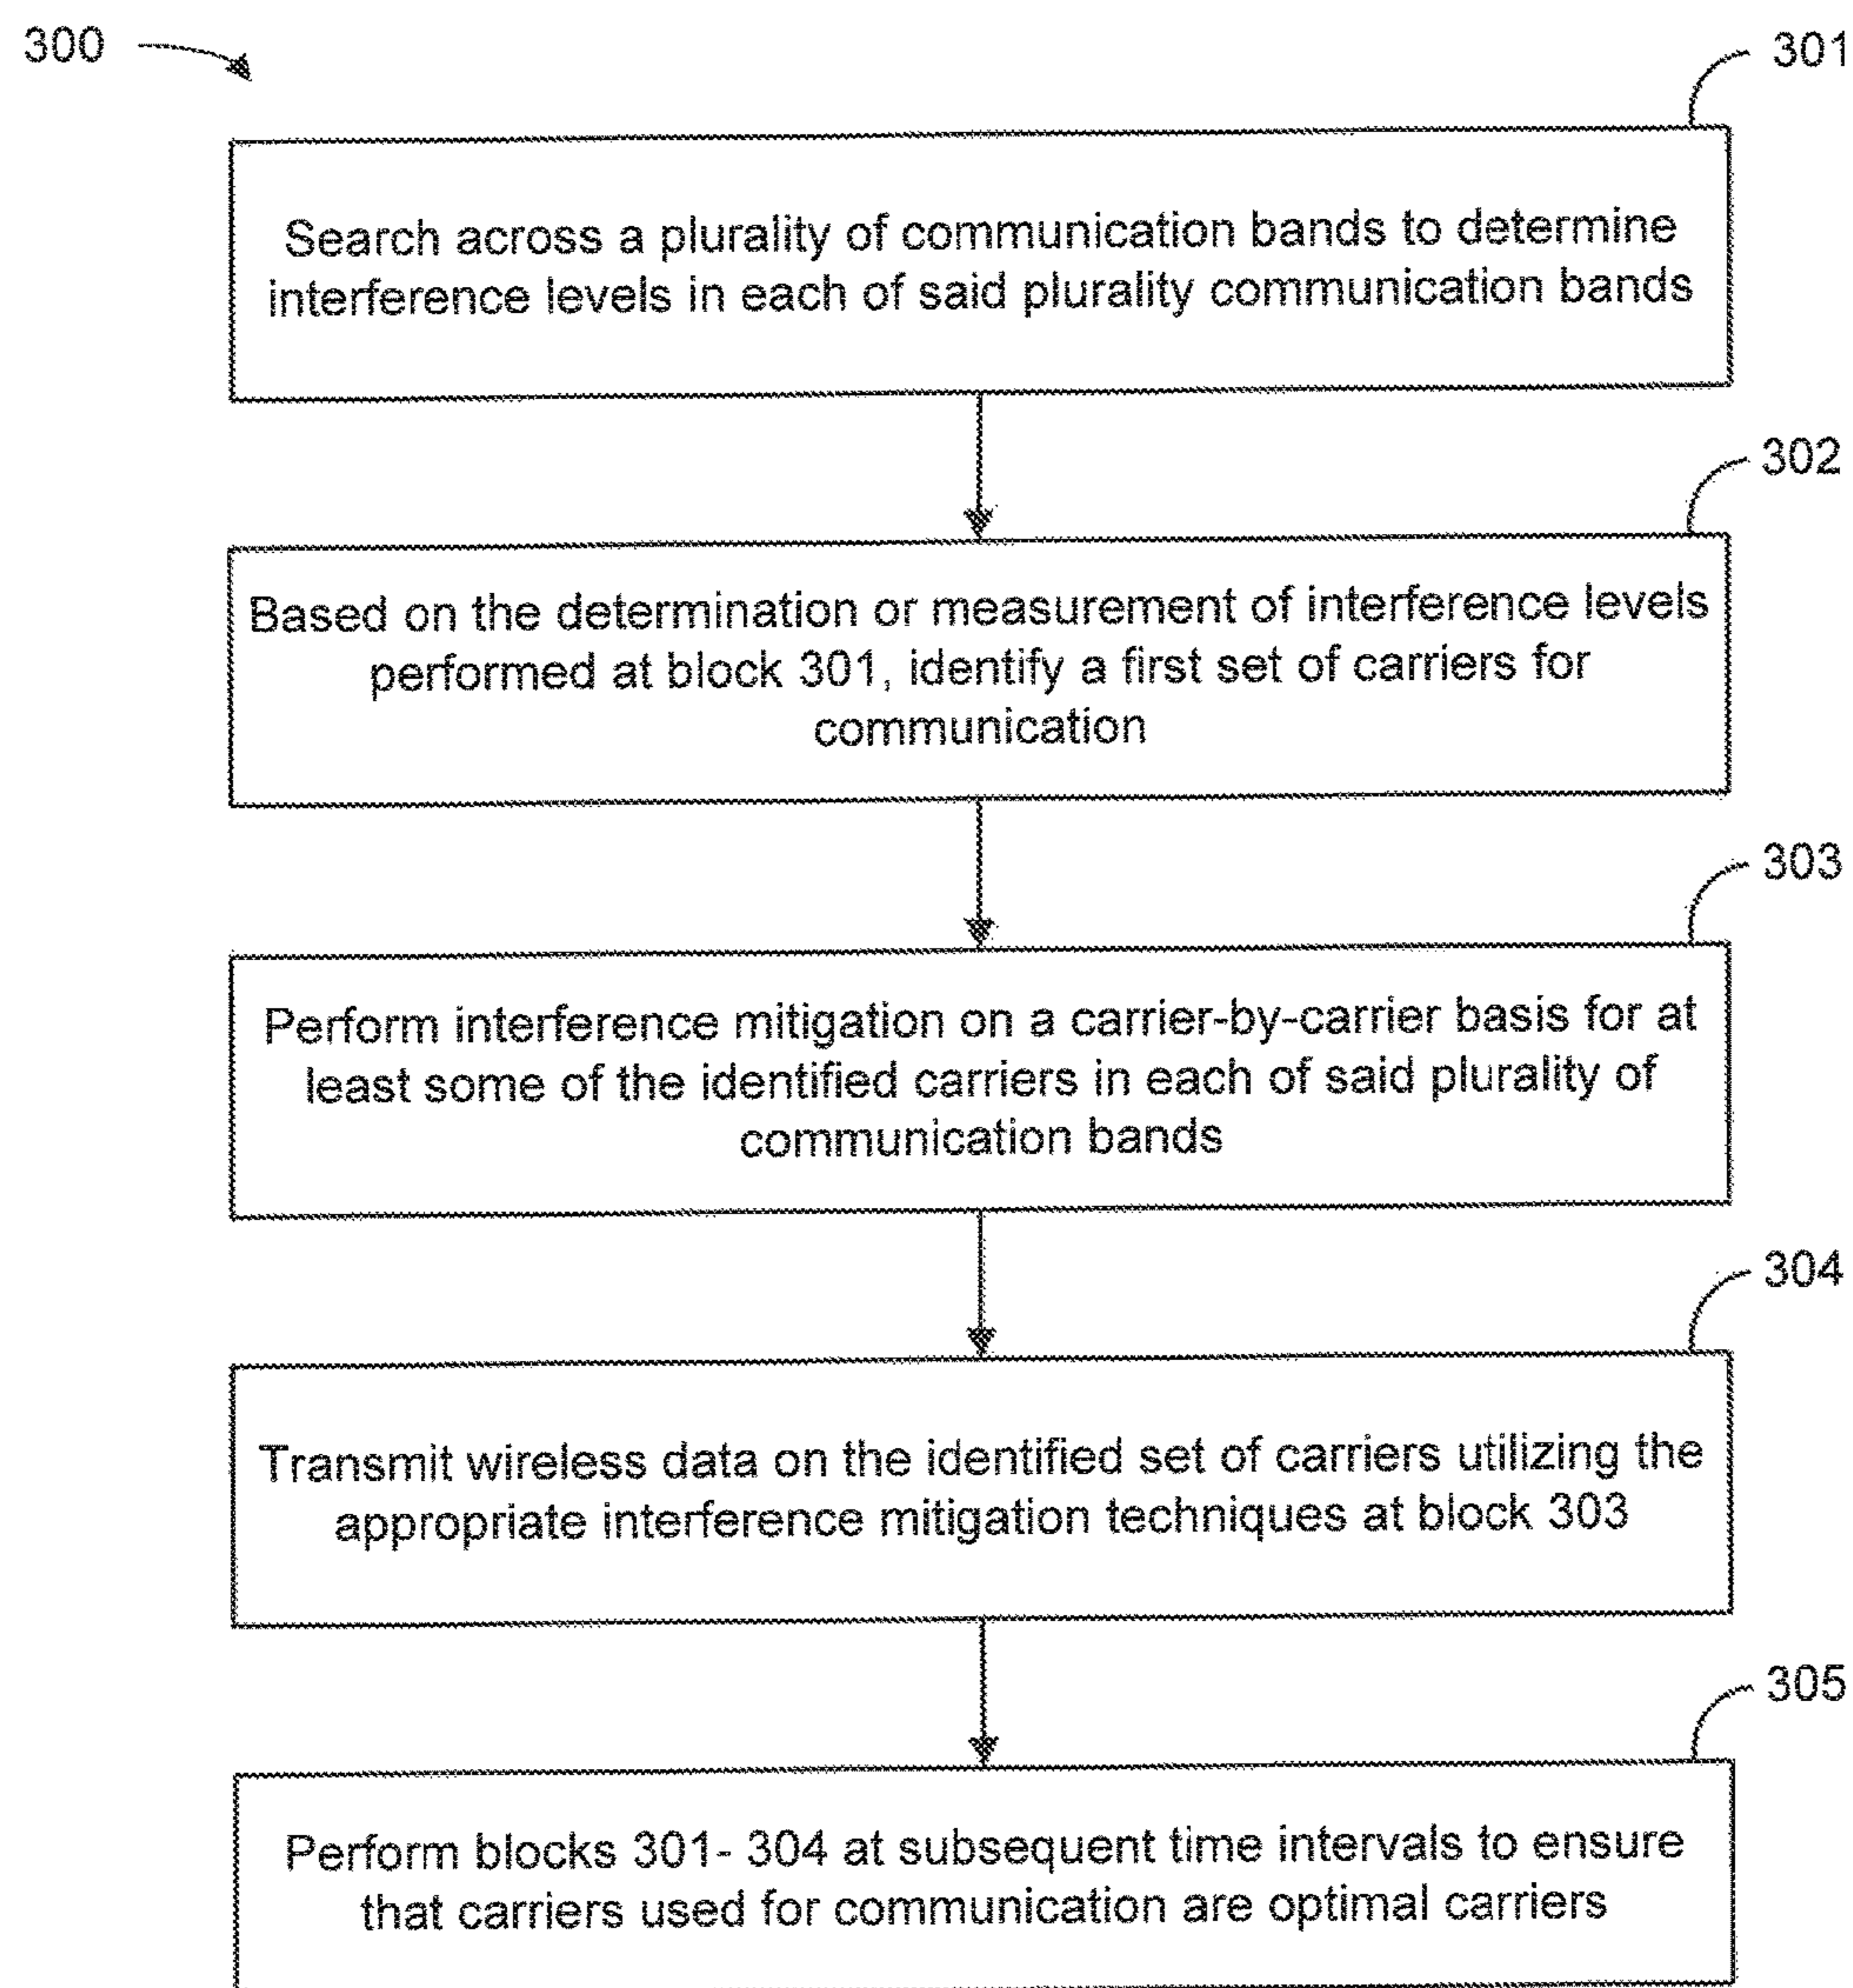 300
301
Search across a plurality of communication bands to determine
interference levels in each of said plurality communication bands
302
Based on the determination or measurement of interference levels
performed at block 301, identify a first set of carriers for
communication
303
Perform interference mitigation on a carrier-by-carrier basis for at
least some of the identified carriers in each of said plurality of
communication bands
304
Transmit wireless data on the identified set of carriers utilizing the
appropriate interference mitigation techniques at block 303
305
Perform blocks 301- 304 at subsequent time intervals to ensure
that carriers used for communication are optimal carriers